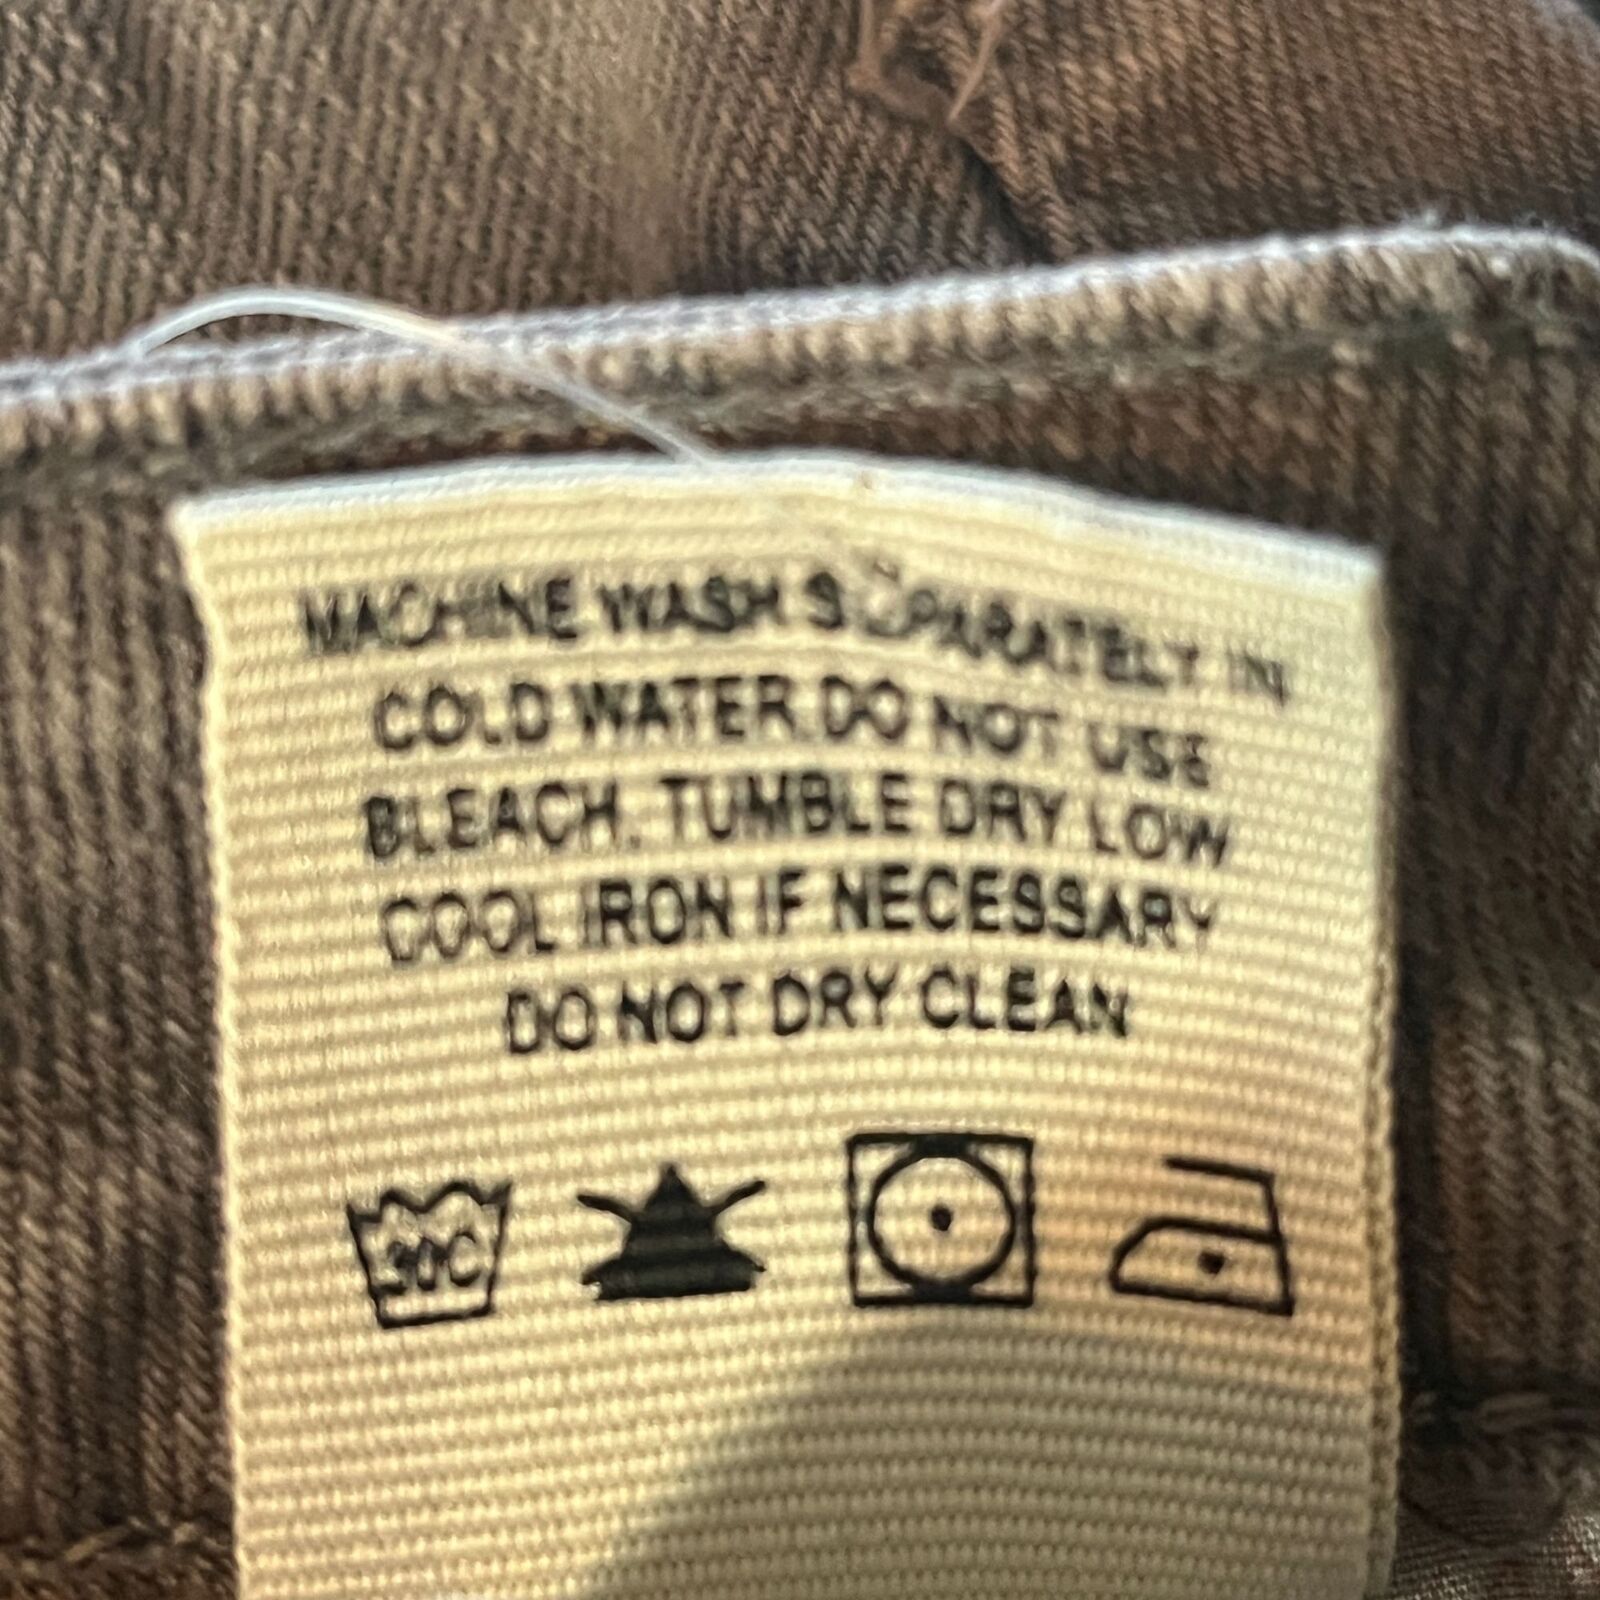 MACHINE WASH SEPARATELY IN
COLD WATER.DO NOT USE
BLEACH. TUMBLE DRY LOW
COOL IRON IF NECESSARY
DO NOT DRY CLEAN
30C